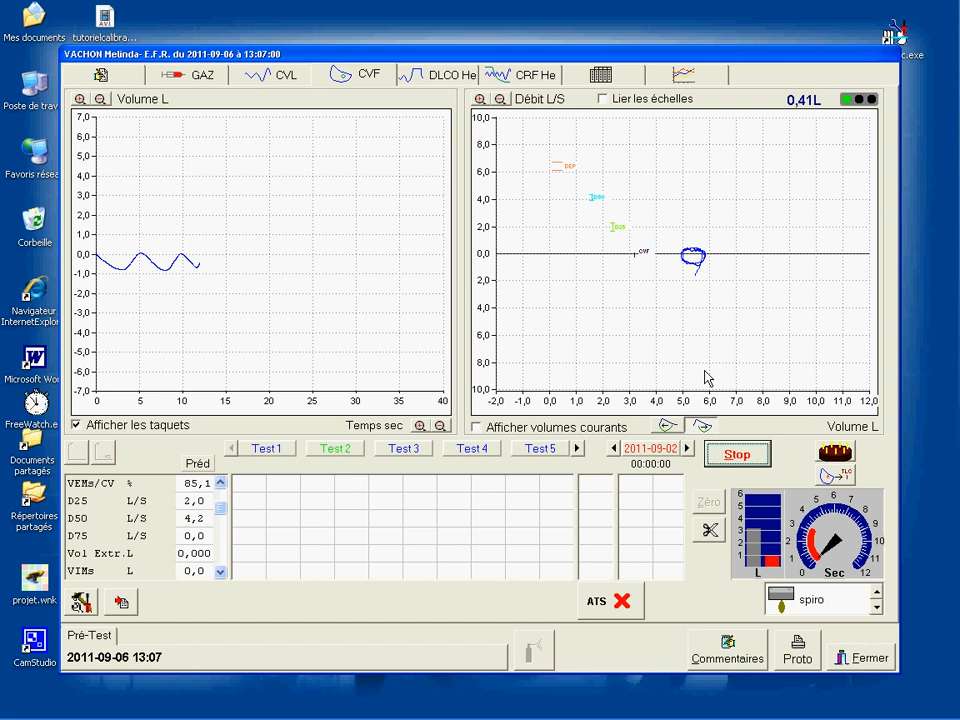 Mes documents
tutorielcalbra...
Poste de trav
Favoris résea
Corbeille
Navigateur
InternetExplor
Microsoft Wo
FreeWatch.e
Documents
partagés
Répertoires
partagés
projet.wnk
CamStudio
c.exe
VACHON Melinda- E.F.R. du 2011-09-06 à 13:07:00
GAZ
CVL
CVF
DLCO He
CRF He
Volume L
7,0
6,0
5,0
4,0
3,0
2,0
1,0
0,0
-1,0
-2,0
-3,0
-4,0
-5,0
-6,0
-7,0
0 5 10 15 20 25 30 35 40
Afficher les taquets
Temps sec
Débit L/S
Lier les échelles
0,41L
10,0
8,0
6,0
4,0
2,0
0,0
2,0
4,0
6,0
8,0
10,0
DEP
D50
D25
CVF
-2,0 -1,0 0,0 1,0 2,0 3,0 4,0 5,0 6,0 7,0 8,0 9,0 10,0 11,0 12,0
Afficher volumes courants
Volume L
Test 1 Test 2 Test 3 Test 4 Test 5
2011-09-02
00:00:00
Stop
TLC
Préd
VEMs/CV % 85,1
D25 L/S 2,0
D50 L/S 4,2
D75 L/S 0,0
Vol Extr.L 0,000
VIMs L 0,0
Zéro
6
5
4
3
2
1
L
0 1 2 3 4 5 6 7 8 9 10 11 12
Sec
ATS
spiro
Pré-Test
2011-09-06 13:07
Commentaires
Proto
Fermer